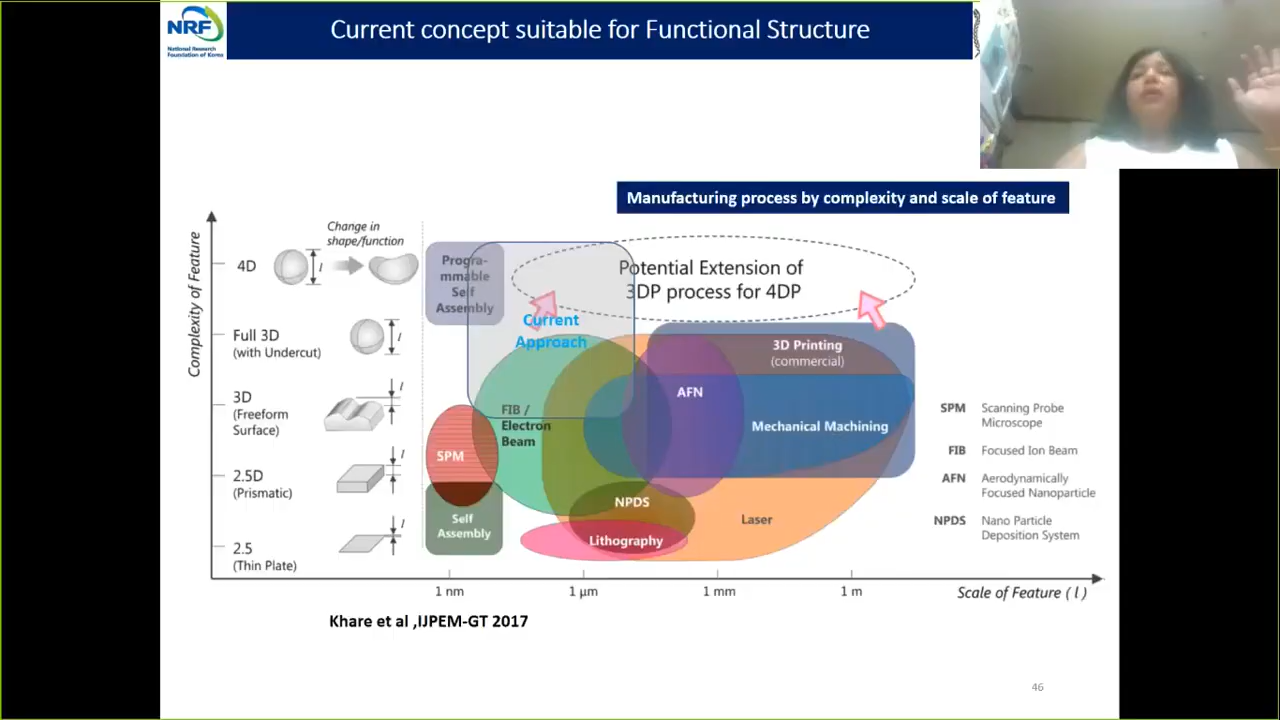 NRF
National Research
Foundation of Korea
Current concept suitable for Functional Structure
Manufacturing process by complexity and scale of feature
Complexity of Feature
4D
Change in
shape/function
l
Full 3D
(with Undercut)
l
3D
(Freeform
Surface)
l
2.5D
(Prismatic)
l
2.5
(Thin Plate)
l
Progra-
mmable
Self
Assembly
Potential Extension of
3DP process for 4DP
Current
Approach
3D Printing
(commercial)
AFN
Mechanical Machining
FIB /
Electron
Beam
SPM
Self
Assembly
NPDS
Lithography
Laser
SPM Scanning Probe
Microscope
FIB Focused Ion Beam
AFN Aerodynamically
Focused Nanoparticle
NPDS Nano Particle
Deposition System
1 nm 1 μm 1 mm 1 m Scale of Feature ( l )
Khare et al ,IJPEM-GT 2017
46